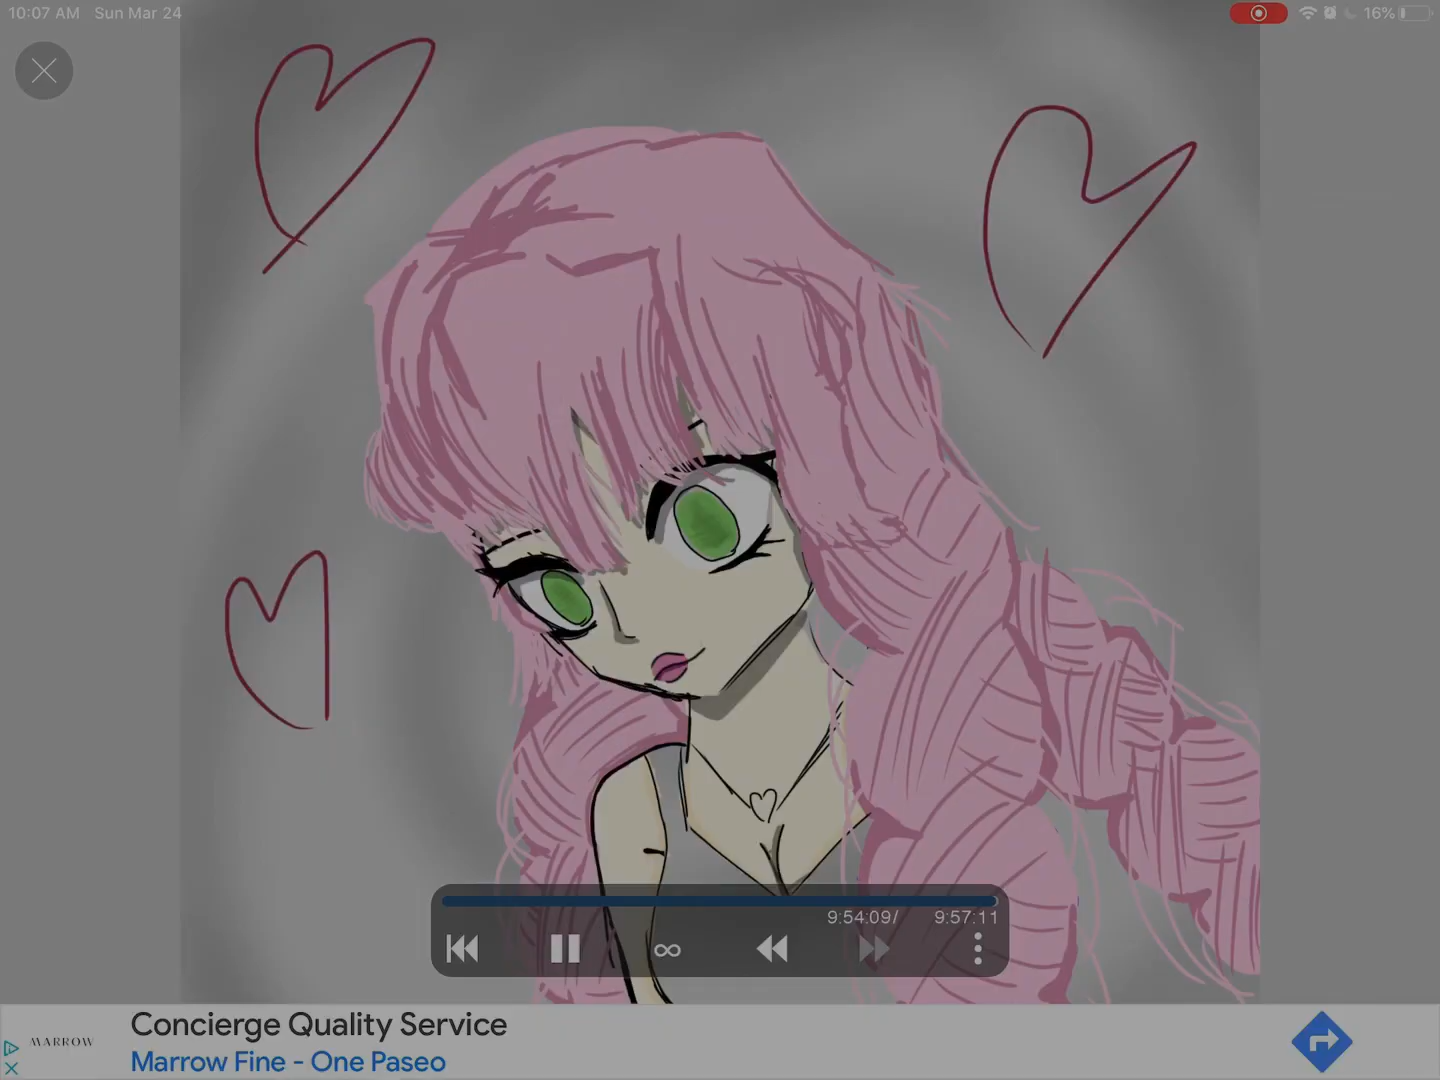 10:07 AM Sun Mar 24
16%
9:54:09/ 9:57:11
MARROW
Concierge Quality Service
Marrow Fine - One Paseo